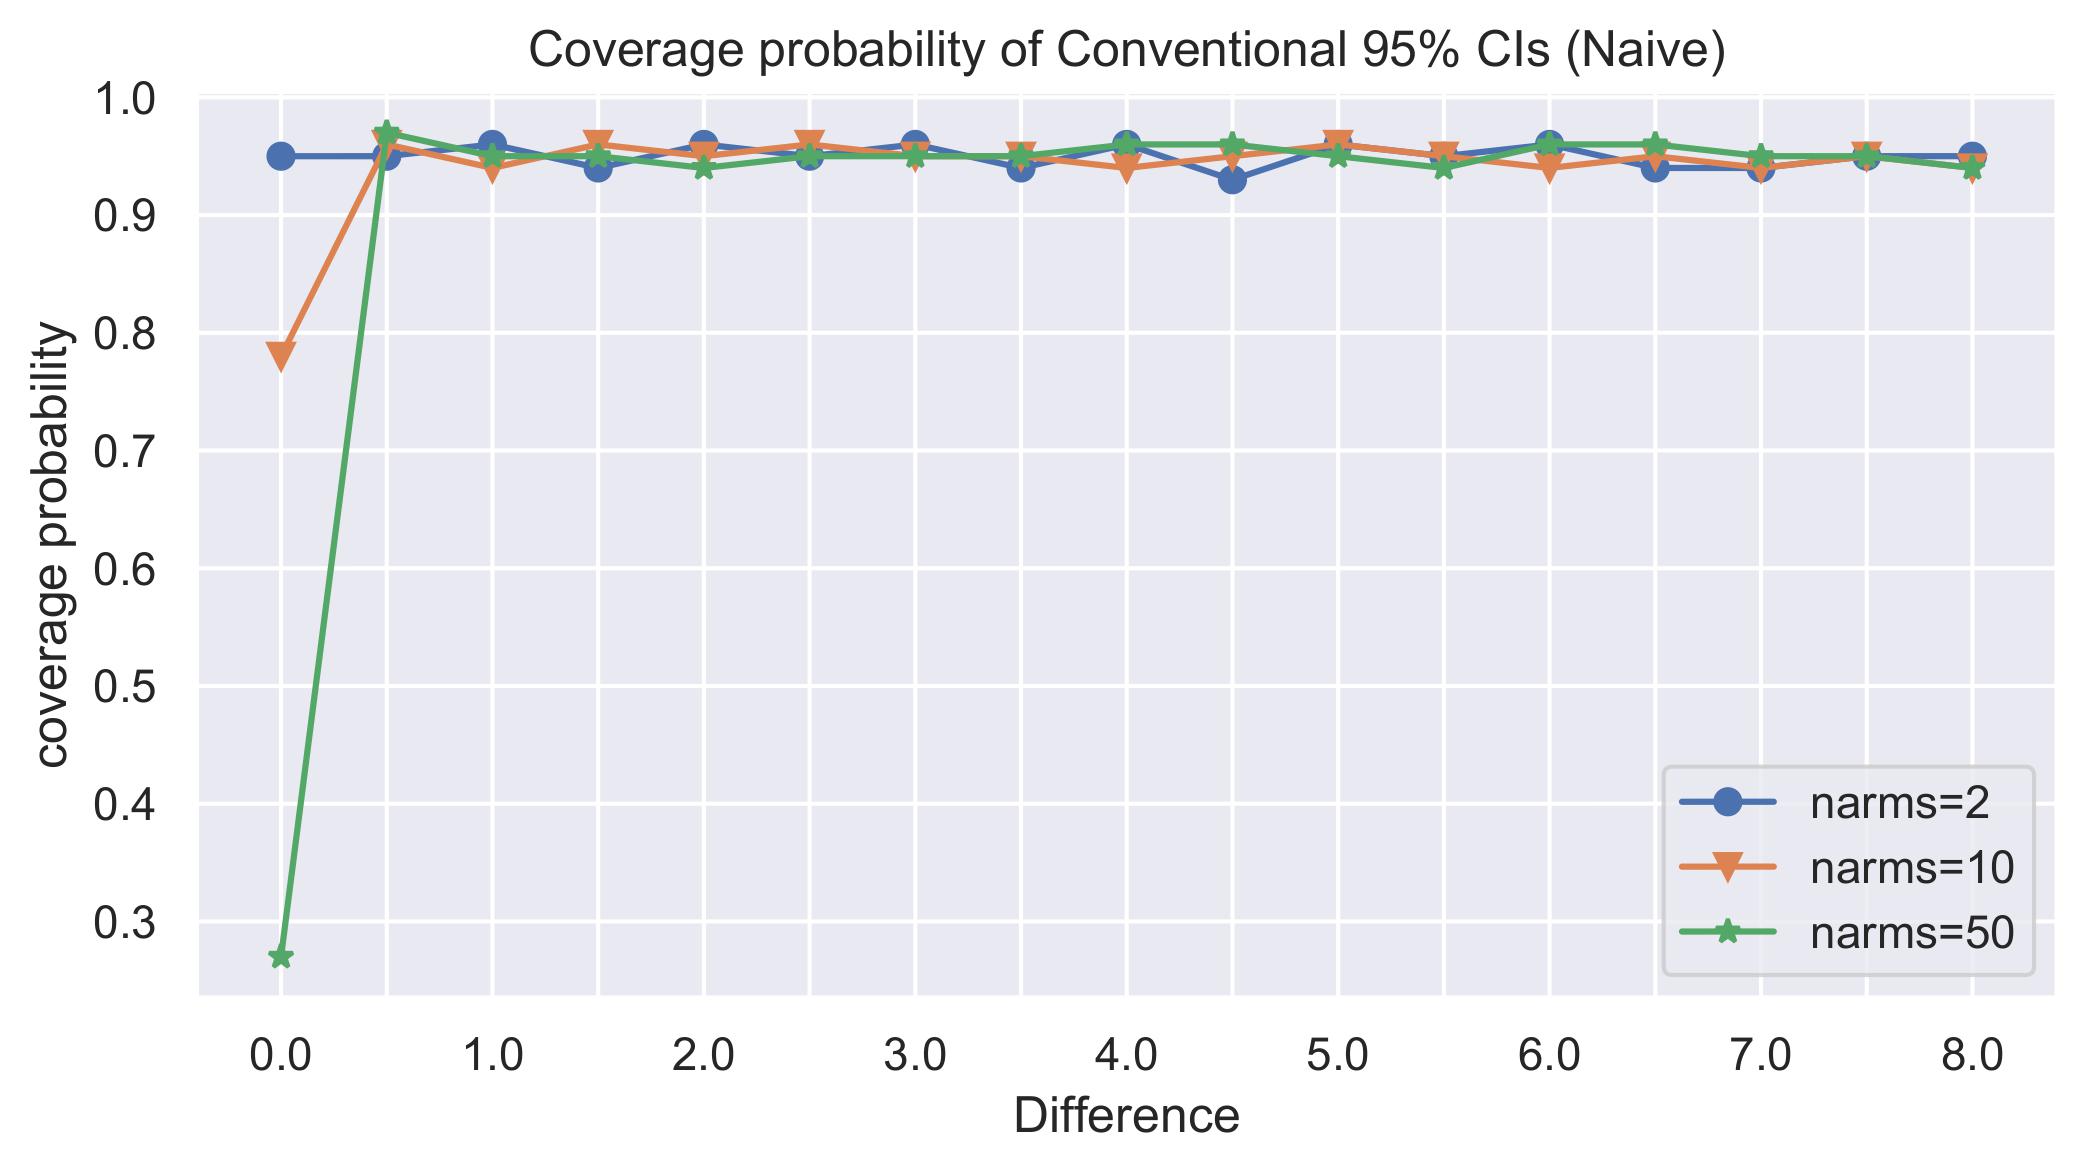 Coverage probability of Conventional 95% CIs (Naive)
1.0
0.9
0.8
0.7
0.6
0.5
0.4
0.3
coverage probability
0.0 1.0 2.0 3.0 4.0 5.0 6.0 7.0 8.0
Difference
narms=2
narms=10
narms=50